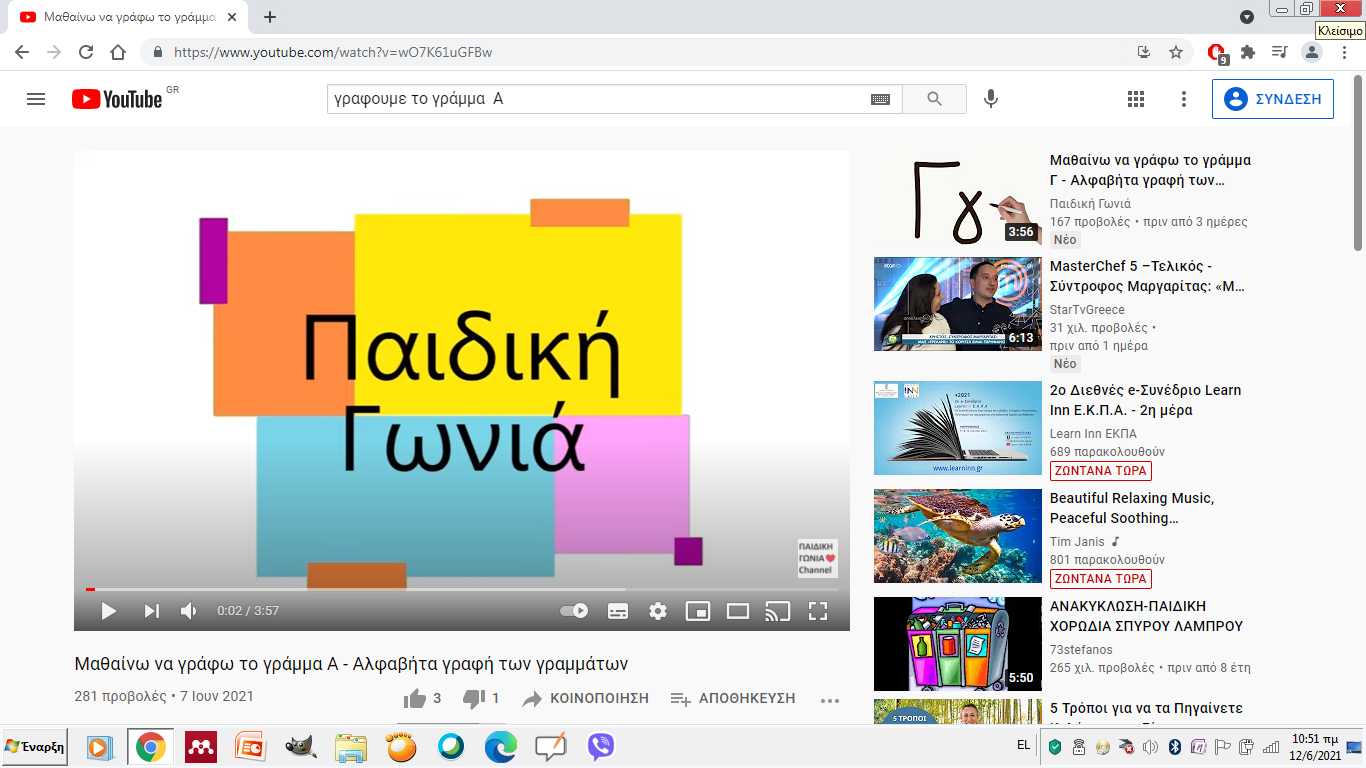 Μαθαίνω να γράφω το γράμμα
Κλείσιμο
https://www.youtube.com/watch?v=wO7K61uGFBw
9
YouTube GR
γραφουμε το γράμμα Α
ΣΥΝΔΕΣΗ
Παιδική
Γωνιά
ΠΑΙΔΙΚΗ
ΓΩΝΙΑ
Channel
0:02 / 3:57
Μαθαίνω να γράφω το γράμμα Α - Αλφαβήτα γραφή των γραμμάτων
281 προβολές • 7 Ιουν 2021
3
1
ΚΟΙΝΟΠΟΙΗΣΗ
ΑΠΟΘΗΚΕΥΣΗ
Γγ
3:56
Μαθαίνω να γράφω το γράμμα
Γ - Αλφαβήτα γραφή των…
Παιδική Γωνιά
167 προβολές • πριν από 3 ημέρες
Νέο
star
6:13
MasterChef 5 –Τελικός -
Σύντροφος Μαργαρίτας: «Μ…
StarTvGreece
31 χιλ. προβολές •
πριν από 1 ημέρα
Νέο
www.learninn.gr
2ο Διεθνές e-Συνέδριο Learn
Inn Ε.Κ.Π.Α. - 2η μέρα
Learn Inn ΕΚΠΑ
689 παρακολουθούν
ΖΩΝΤΑΝΑ ΤΩΡΑ
Beautiful Relaxing Music,
Peaceful Soothing…
Tim Janis
801 παρακολουθούν
ΖΩΝΤΑΝΑ ΤΩΡΑ
5:50
ΑΝΑΚΥΚΛΩΣΗ-ΠΑΙΔΙΚΗ
ΧΟΡΩΔΙΑ ΣΠΥΡΟΥ ΛΑΜΠΡΟΥ
73stefanos
265 χιλ. προβολές • πριν από 8 έτη
5 ΤΡΟΠΟΙ
5 Τρόποι για να τα Πηγαίνετε
Έναρξη
EL
10:51 πμ
12/6/2021